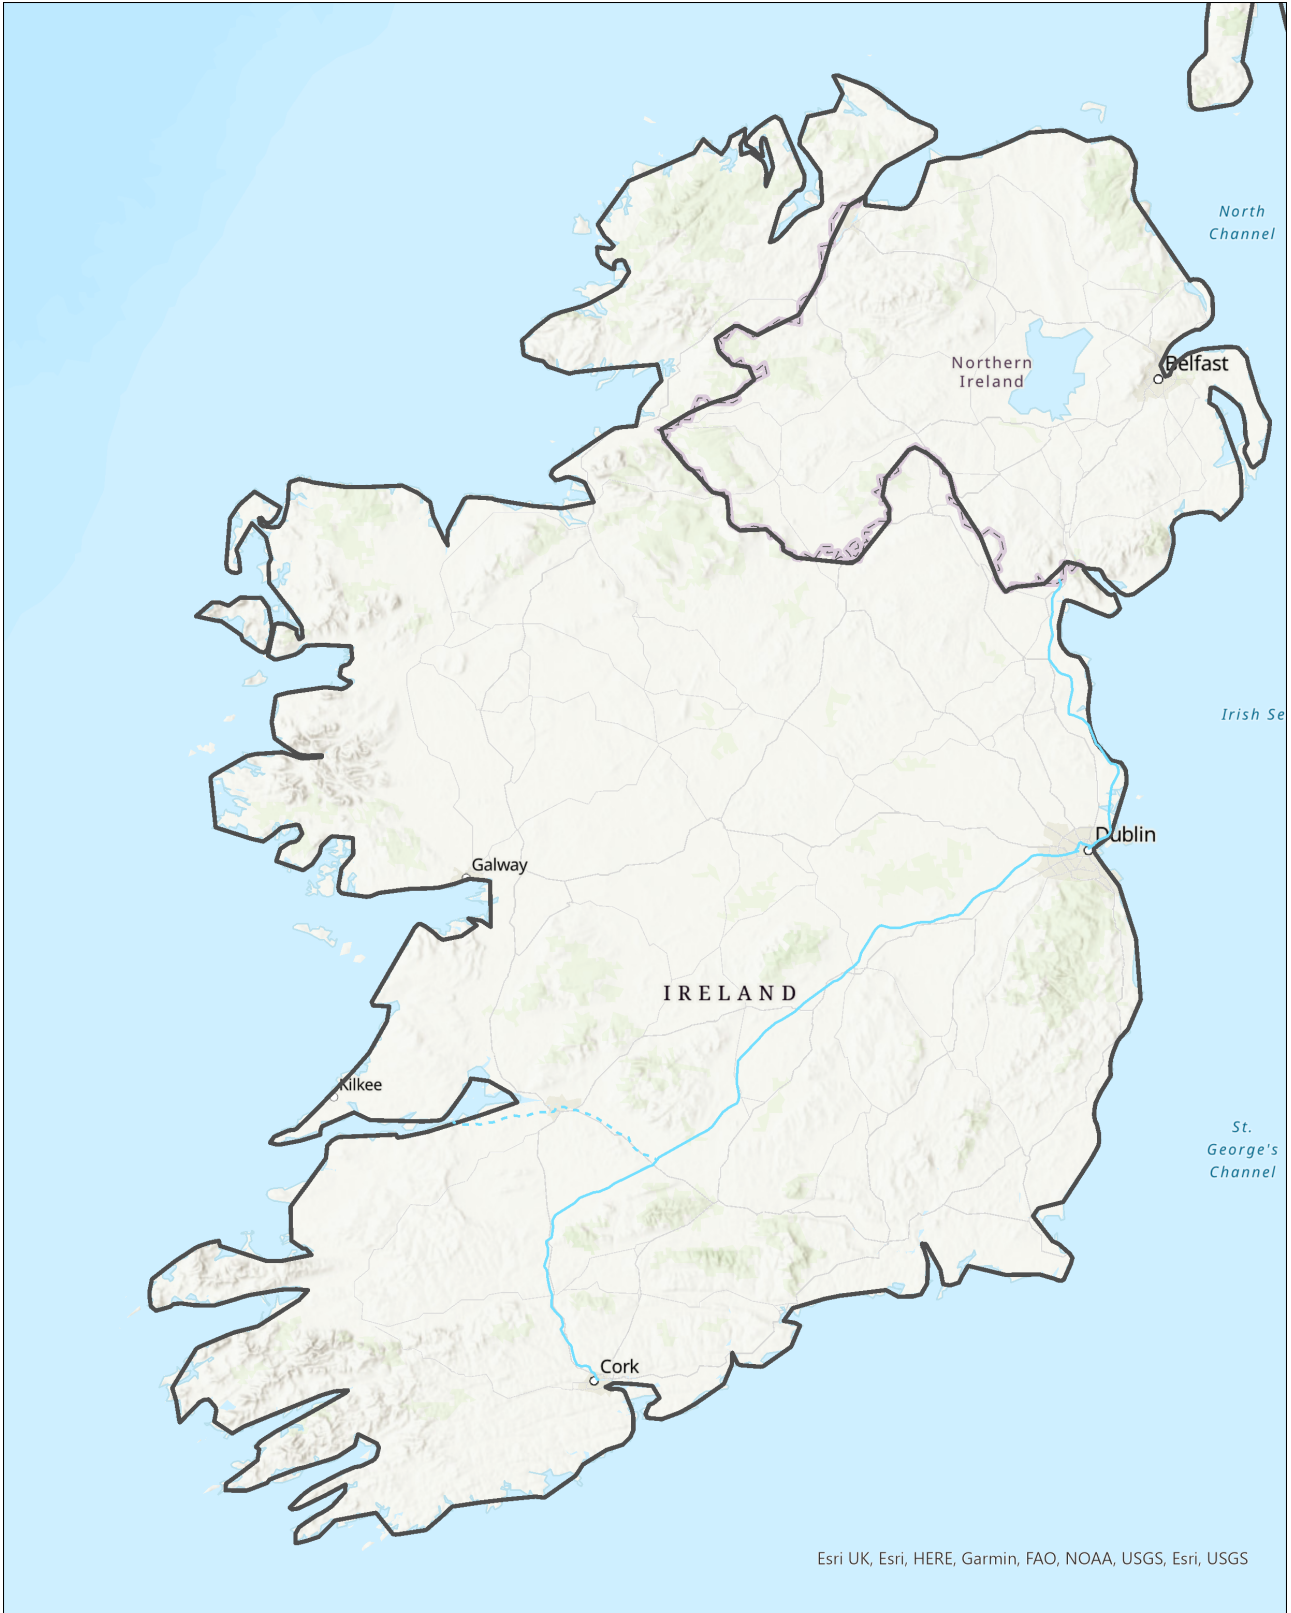 North
Channel
Northern
Ireland
Belfast
Irish Se
Dublin
Galway
IRELAND
Kilkee
St.
George's
Channel
Cork
Esri UK, Esri, HERE, Garmin, FAO, NOAA, USGS, Esri, USGS